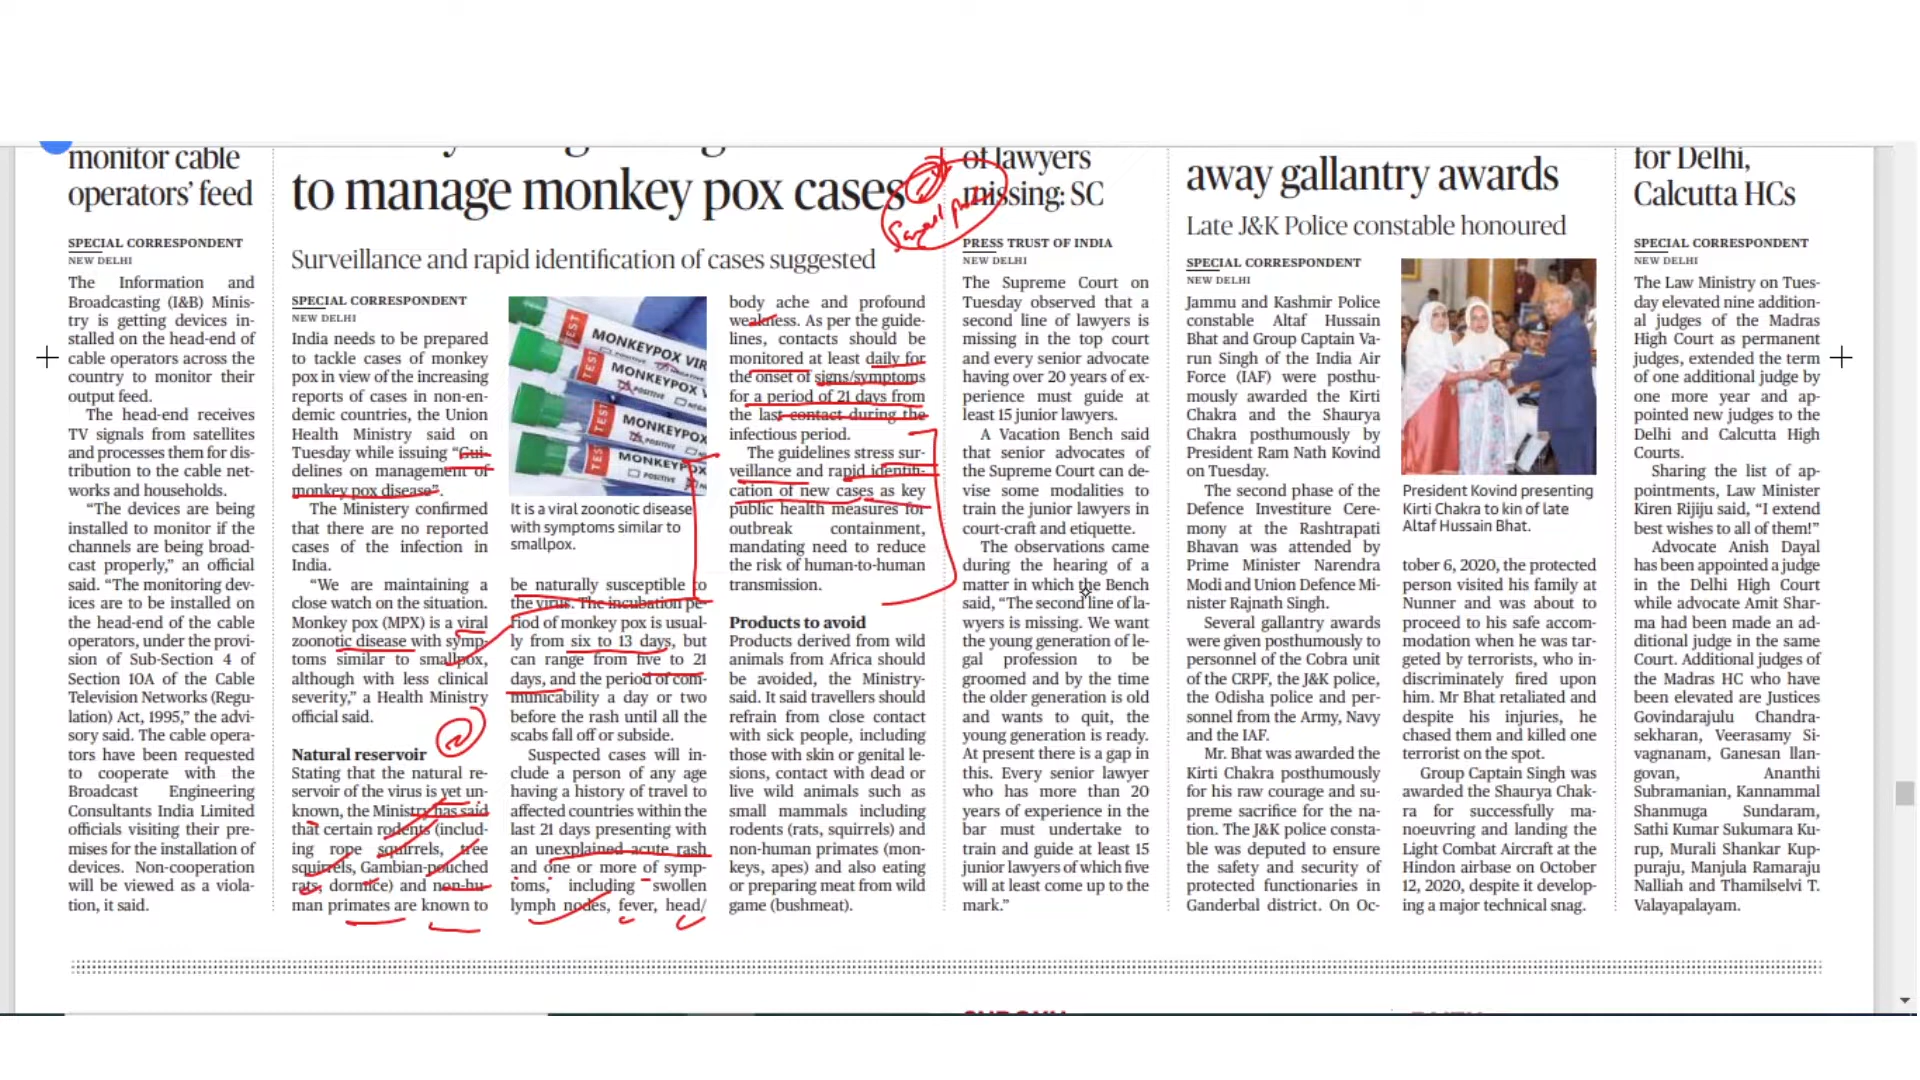 monitor cable
operators’ feed
SPECIAL CORRESPONDENT
NEW DELHI
The Information and
Broadcasting (I&B) Minis-
try is getting devices in-
stalled on the head-end of
cable operators across the
country to monitor their
output feed.
The head-end receives
TV signals from satellites
and processes them for dis-
tribution to the cable net-
works and households.
“The devices are being
installed to monitor if the
channels are being broad-
cast properly,” an official
said. “The monitoring dev-
ices are to be installed on
the head-end of the cable
operators, under the provi-
sion of Sub-Section 4 of
Section 10A of the Cable
Television Networks (Regu-
lation) Act, 1995,” the advi-
sory said. The cable opera-
tors have been requested
to cooperate with the
Broadcast Engineering
Consultants India Limited
officials visiting their pre-
mises for the installation of
devices. Non-cooperation
will be viewed as a viola-
tion, it said.
to manage monkey pox cases
Surveillance and rapid identification of cases suggested
SPECIAL CORRESPONDENT
NEW DELHI
India needs to be prepared
to tackle cases of monkey
pox in view of the increasing
reports of cases in non-en-
demic countries, the Union
Health Ministry said on
Tuesday while issuing “Gui-
delines on management of
monkey pox disease”.
The Ministery confirmed
that there are no reported
cases of the infection in
India.
“We are maintaining a
close watch on the situation.
Monkey pox (MPX) is a viral
zoonotic disease with symp-
toms similar to smallpox,
although with less clinical
severity,” a Health Ministry
official said.
Natural reservoir
Stating that the natural re-
servoir of the virus is yet un-
known, the Ministry has said
that certain rodents (includ-
ing rope squirrels, tree
squirrels, Gambian-pouched
rats, dormice) and non-hu-
man primates are known to
TEST
MONKEYPOX VIR
POSITIVE
NEGATIVE
TEST
MONKEYPOX V
POSITIVE
TEST
MONKEYPOX
POSITIVE
TEST
MONKEYPOX
POSITIVE
It is a viral zoonotic disease
with symptoms similar to
smallpox.
be naturally susceptible to
the virus. The incubation pe-
riod of monkey pox is usual-
ly from six to 13 days, but
can range from five to 21
days, and the period of com-
municability a day or two
before the rash until all the
scabs fall off or subside.
Suspected cases will in-
clude a person of any age
having a history of travel to
affected countries within the
last 21 days presenting with
an unexplained acute rash
and one or more of symp-
toms, including swollen
lymph nodes, fever, head/
body ache and profound
weakness. As per the guide-
lines, contacts should be
monitored at least daily for
the onset of signs/symptoms
for a period of 21 days from
the last contact during the
infectious period.
The guidelines stress sur-
veillance and rapid identifi-
cation of new cases as key
public health measures for
outbreak containment,
mandating need to reduce
the risk of human-to-human
transmission.
Products to avoid
Products derived from wild
animals from Africa should
be avoided, the Ministry-
said. It said travellers should
refrain from close contact
with sick people, including
those with skin or genital le-
sions, contact with dead or
live wild animals such as
small mammals including
rodents (rats, squirrels) and
non-human primates (mon-
keys, apes) and also eating
or preparing meat from wild
game (bushmeat).
of lawyers
missing: SC
PRESS TRUST OF INDIA
NEW DELHI
The Supreme Court on
Tuesday observed that a
second line of lawyers is
missing in the top court
and every senior advocate
having over 20 years of ex-
perience must guide at
least 15 junior lawyers.
A Vacation Bench said
that senior advocates of
the Supreme Court can de-
vise some modalities to
train the junior lawyers in
court-craft and etiquette.
The observations came
during the hearing of a
matter in which the Bench
said, “The second line of la-
wyers is missing. We want
the young generation of le-
gal profession to be
groomed and by the time
the older generation is old
and wants to quit, the
young generation is ready.
At present there is a gap in
this. Every senior lawyer
who has more than 20
years of experience in the
bar must undertake to
train and guide at least 15
junior lawyers of which five
will at least come up to the
mark.”
away gallantry awards
Late J&K Police constable honoured
SPECIAL CORRESPONDENT
NEW DELHI
Jammu and Kashmir Police
constable Altaf Hussain
Bhat and Group Captain Va-
run Singh of the India Air
Force (IAF) were posthu-
mously awarded the Kirti
Chakra and the Shaurya
Chakra posthumously by
President Ram Nath Kovind
on Tuesday.
The second phase of the
Defence Investiture Cere-
mony at the Rashtrapati
Bhavan was attended by
Prime Minister Narendra
Modi and Union Defence Mi-
nister Rajnath Singh.
Several gallantry awards
were given posthumously to
personnel of the Cobra unit
of the CRPF, the J&K police,
the Odisha police and per-
sonnel from the Army, Navy
and the IAF.
Mr. Bhat was awarded the
Kirti Chakra posthumously
for his raw courage and su-
preme sacrifice for the na-
tion. The J&K police consta-
ble was deputed to ensure
the safety and security of
protected functionaries in
Ganderbal district. On Oc-
President Kovind presenting
Kirti Chakra to kin of late
Altaf Hussain Bhat.
tober 6, 2020, the protected
person visited his family at
Nunner and was about to
proceed to his safe accom-
modation when he was tar-
geted by terrorists, who in-
discriminately fired upon
him. Mr Bhat retaliated and
despite his injuries, he
chased them and killed one
terrorist on the spot.
Group Captain Singh was
awarded the Shaurya Chak-
ra for successfully ma-
noeuvring and landing the
Light Combat Aircraft at the
Hindon airbase on October
12, 2020, despite it develop-
ing a major technical snag.
for Delhi,
Calcutta HCs
SPECIAL CORRESPONDENT
NEW DELHI
The Law Ministry on Tues-
day elevated nine addition-
al judges of the Madras
High Court as permanent
judges, extended the term
of one additional judge by
one more year and ap-
pointed new judges to the
Delhi and Calcutta High
Courts.
Sharing the list of ap-
pointments, Law Minister
Kiren Rijiju said, “I extend
best wishes to all of them!”
Advocate Anish Dayal
has been appointed a judge
in the Delhi High Court
while advocate Amit Shar-
ma had been made an ad-
ditional judge in the same
Court. Additional judges of
the Madras HC who have
been elevated are Justices
Govindarajulu Chandra-
sekharan, Veerasamy Si-
vagnanam, Ganesan Ilan-
govan, Ananthi
Subramanian, Kannammal
Shanmuga Sundaram,
Sathi Kumar Sukumara Ku-
rup, Murali Shankar Kup-
puraju, Manjula Ramaraju
Nalliah and Thamilselvi T.
Valayapalayam.